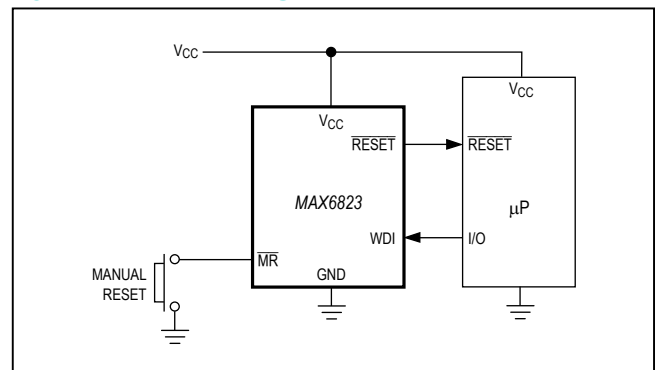 VCC
VCC
VCC
RESET
RESET
MAX6823
μP
WDI
I/O
MR
GND
MANUAL
RESET